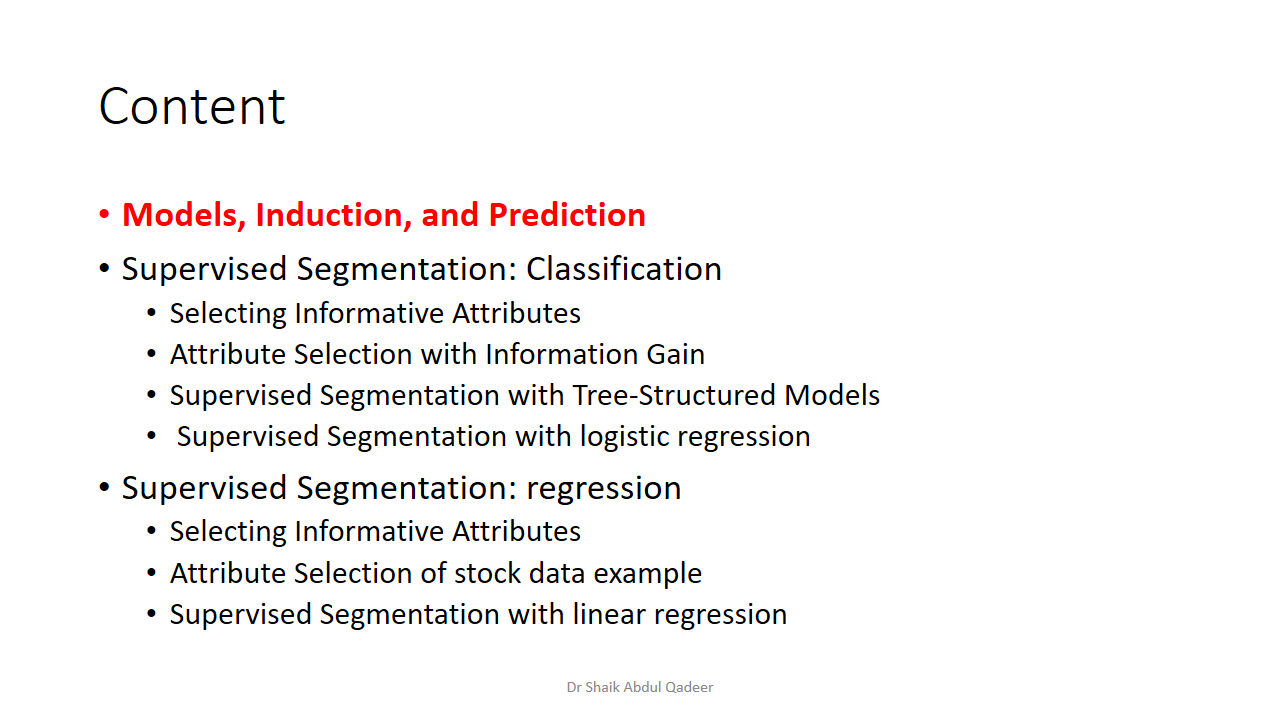 Content
• Models, Induction, and Prediction
• Supervised Segmentation: Classification
• Selecting Informative Attributes
• Attribute Selection with Information Gain
• Supervised Segmentation with Tree-Structured Models
• Supervised Segmentation with logistic regression
• Supervised Segmentation: regression
• Selecting Informative Attributes
• Attribute Selection of stock data example
• Supervised Segmentation with linear regression
Dr Shaik Abdul Qadeer